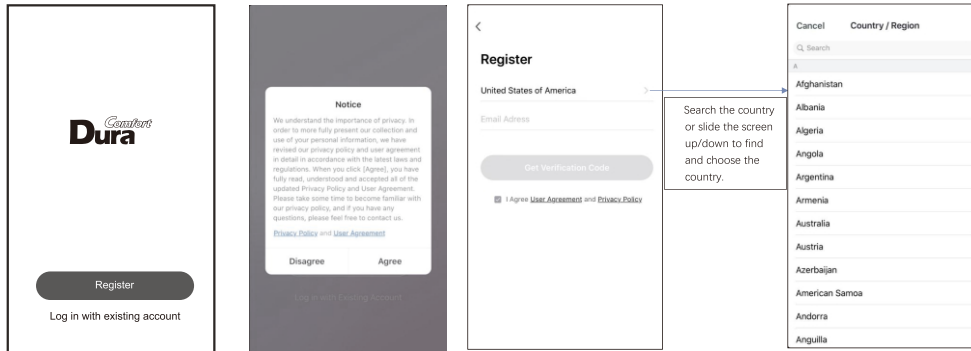 Dura
Comfort
Register
Log in with existing account
Notice
We understand the importance of privacy. In
order to more fully present our collection and
use of your personal information, we have
revised our privacy policy and user agreement
in detail in accordance with the latest laws and
regulations. When you click [Agree], you have
fully read, understood and accepted all of the
updated Privacy Policy and User Agreement.
Please take some time to become familiar with
our privacy policy, and if you have any
questions, please feel free to contact us.
Privacy Policy and User Agreement
Disagree Agree
Log in with Existing Account
Register
United States of America
Email Adress
Get Verification Code
I Agree User Agreement and Privacy Policy
Search the country
or slide the screen
up/down to find
and choose the
country.
Cancel Country / Region
Search
A
Afghanistan
Albania
Algeria
Angola
Argentina
Armenia
Australia
Austria
Azerbaijan
American Samoa
Andorra
Anguilla